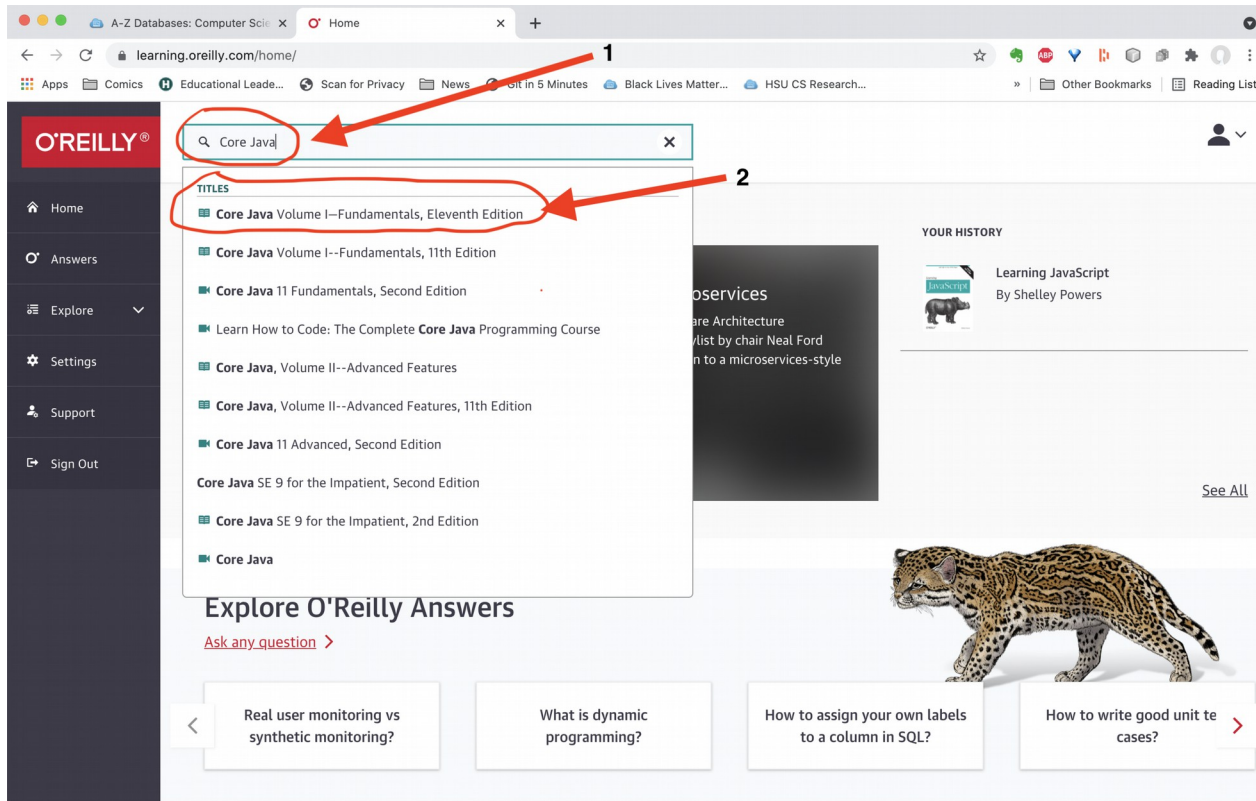 A-Z Databases: Computer Scie
Home
learning.oreilly.com/home/
1
ABP
Apps
Comics
Educational Leade...
Scan for Privacy
News
Git in 5 Minutes
Black Lives Matter...
HSU CS Research...
»
Other Bookmarks
Reading List
O'REILLY®
Core Java
2
Home
Answers
Explore
Settings
Support
Sign Out
TITLES
Core Java Volume I—Fundamentals, Eleventh Edition
Core Java Volume I--Fundamentals, 11th Edition
Core Java 11 Fundamentals, Second Edition
Learn How to Code: The Complete Core Java Programming Course
Core Java, Volume II--Advanced Features
Core Java, Volume II--Advanced Features, 11th Edition
Core Java 11 Advanced, Second Edition
Core Java SE 9 for the Impatient, Second Edition
Core Java SE 9 for the Impatient, 2nd Edition
Core Java
oservices
are Architecture
ylist by chair Neal Ford
n to a microservices-style
YOUR HISTORY
JavaScript
Learning JavaScript
By Shelley Powers
See All
Explore O'Reilly Answers
Ask any question
Real user monitoring vs
synthetic monitoring?
What is dynamic
programming?
How to assign your own labels
to a column in SQL?
How to write good unit te
cases?